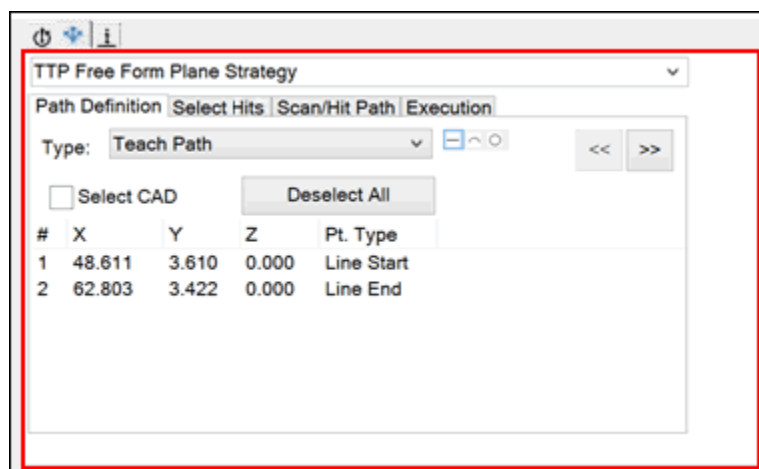 TTP Free Form Plane Strategy
Path Definition Select Hits Scan/Hit Path Execution
Type: Teach Path << >>
Select CAD Deselect All
# X Y Z Pt. Type
1 48.611 3.610 0.000 Line Start
2 62.803 3.422 0.000 Line End